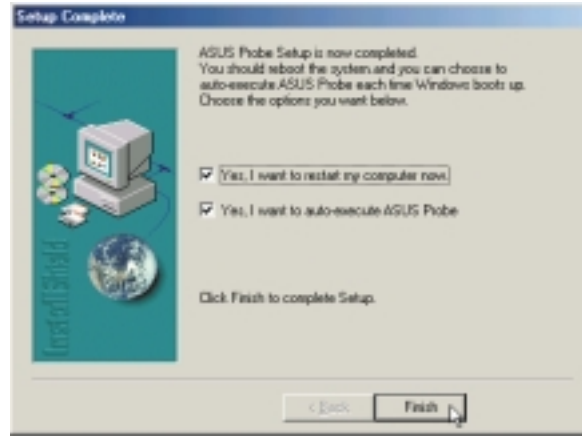 Setup Complete
ASUS Probe Setup is now completed.
You should reboot the system and you can choose to
auto-execute ASUS Probe each time Windows boots up.
Choose the options you want below.
Yes, I want to restart my computer now.
Yes, I want to auto-execute ASUS Probe
InstallShield
Click Finish to complete Setup.
< Back
Finish